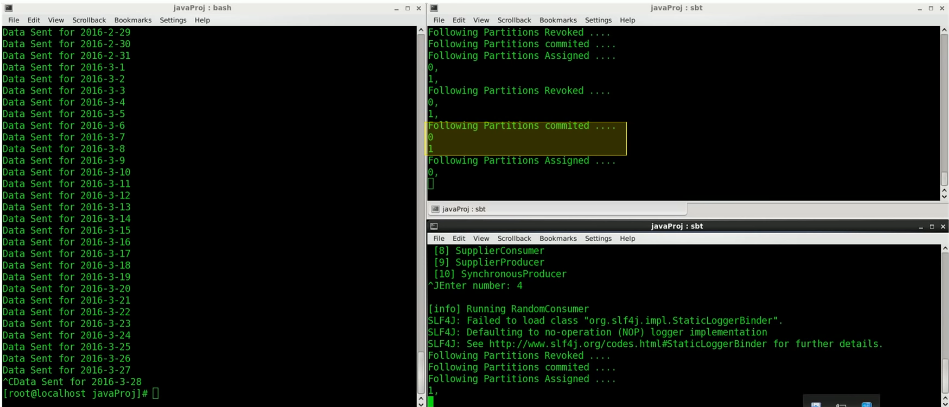 javaProj : bash
File Edit View Scrollback Bookmarks Settings Help
Data Sent for 2016-2-29
Data Sent for 2016-2-30
Data Sent for 2016-2-31
Data Sent for 2016-3-1
Data Sent for 2016-3-2
Data Sent for 2016-3-3
Data Sent for 2016-3-4
Data Sent for 2016-3-5
Data Sent for 2016-3-6
Data Sent for 2016-3-7
Data Sent for 2016-3-8
Data Sent for 2016-3-9
Data Sent for 2016-3-10
Data Sent for 2016-3-11
Data Sent for 2016-3-12
Data Sent for 2016-3-13
Data Sent for 2016-3-14
Data Sent for 2016-3-15
Data Sent for 2016-3-16
Data Sent for 2016-3-17
Data Sent for 2016-3-18
Data Sent for 2016-3-19
Data Sent for 2016-3-20
Data Sent for 2016-3-21
Data Sent for 2016-3-22
Data Sent for 2016-3-23
Data Sent for 2016-3-24
Data Sent for 2016-3-25
Data Sent for 2016-3-26
Data Sent for 2016-3-27
^CData Sent for 2016-3-28
[root@localhost javaProj]#
javaProj : sbt
File Edit View Scrollback Bookmarks Settings Help
Following Partitions Revoked ....
Following Partitions commited ....
Following Partitions Assigned ....
0,
1,
Following Partitions Revoked ....
0,
1,
Following Partitions commited ....
0
1
Following Partitions Assigned ....
0,
javaProj : sbt
javaProj : sbt
File Edit View Scrollback Bookmarks Settings Help
[8] SupplierConsumer
[9] SupplierProducer
[10] SynchronousProducer
^JEnter number: 4
[info] Running RandomConsumer
SLF4J: Failed to load class "org.slf4j.impl.StaticLoggerBinder".
SLF4J: Defaulting to no-operation (NOP) logger implementation
SLF4J: See http://www.slf4j.org/codes.html#StaticLoggerBinder for further details.
Following Partitions Revoked ....
Following Partitions commited ....
Following Partitions Assigned ....
1,